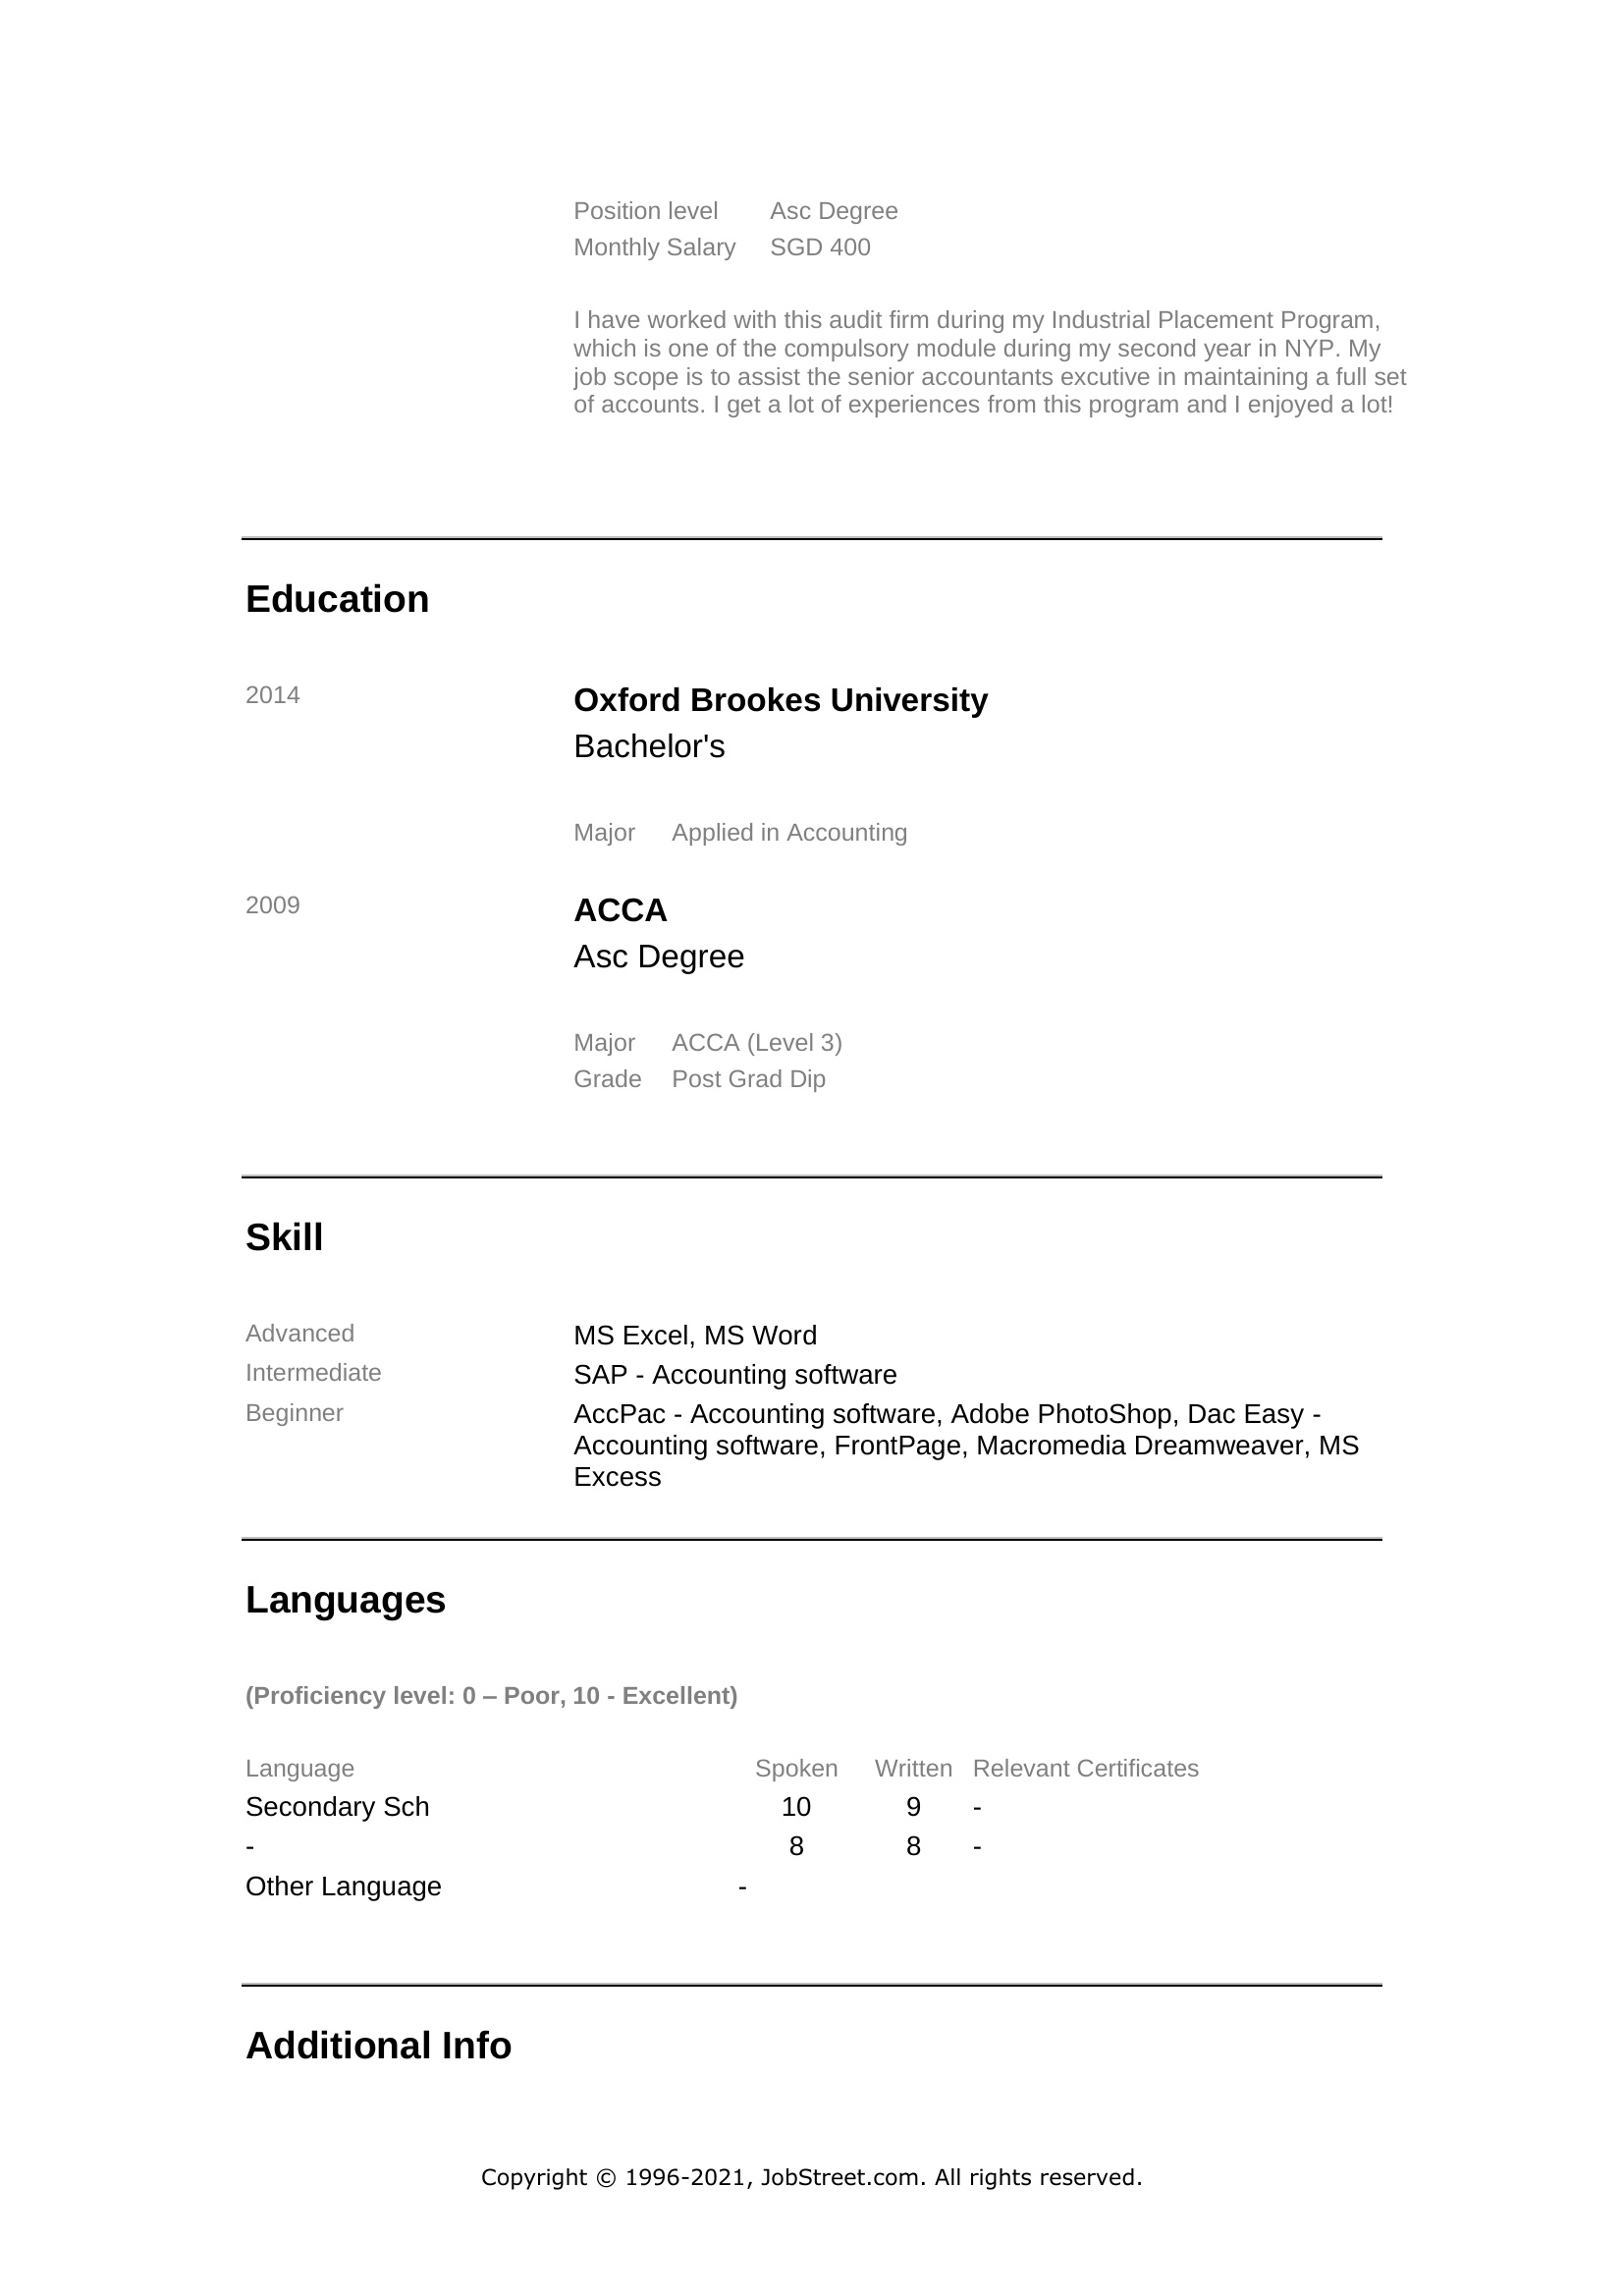 Position level Asc Degree
Monthly Salary SGD 400
I have worked with this audit firm during my Industrial Placement Program,
which is one of the compulsory module during my second year in NYP. My
job scope is to assist the senior accountants excutive in maintaining a full set
of accounts. I get a lot of experiences from this program and I enjoyed a lot!
Education
2014 Oxford Brookes University
Bachelor's
Major Applied in Accounting
2009 ACCA
Asc Degree
Major ACCA (Level 3)
Grade Post Grad Dip
Skill
Advanced MS Excel, MS Word
Intermediate SAP - Accounting software
Beginner AccPac - Accounting software, Adobe PhotoShop, Dac Easy -
Accounting software, FrontPage, Macromedia Dreamweaver, MS
Excess
Languages
(Proficiency level: 0 – Poor, 10 - Excellent)
Language Spoken Written Relevant Certificates
Secondary Sch 10 9 -
- 8 8 -
Other Language -
Additional Info
Copyright © 1996-2021, JobStreet.com. All rights reserved.